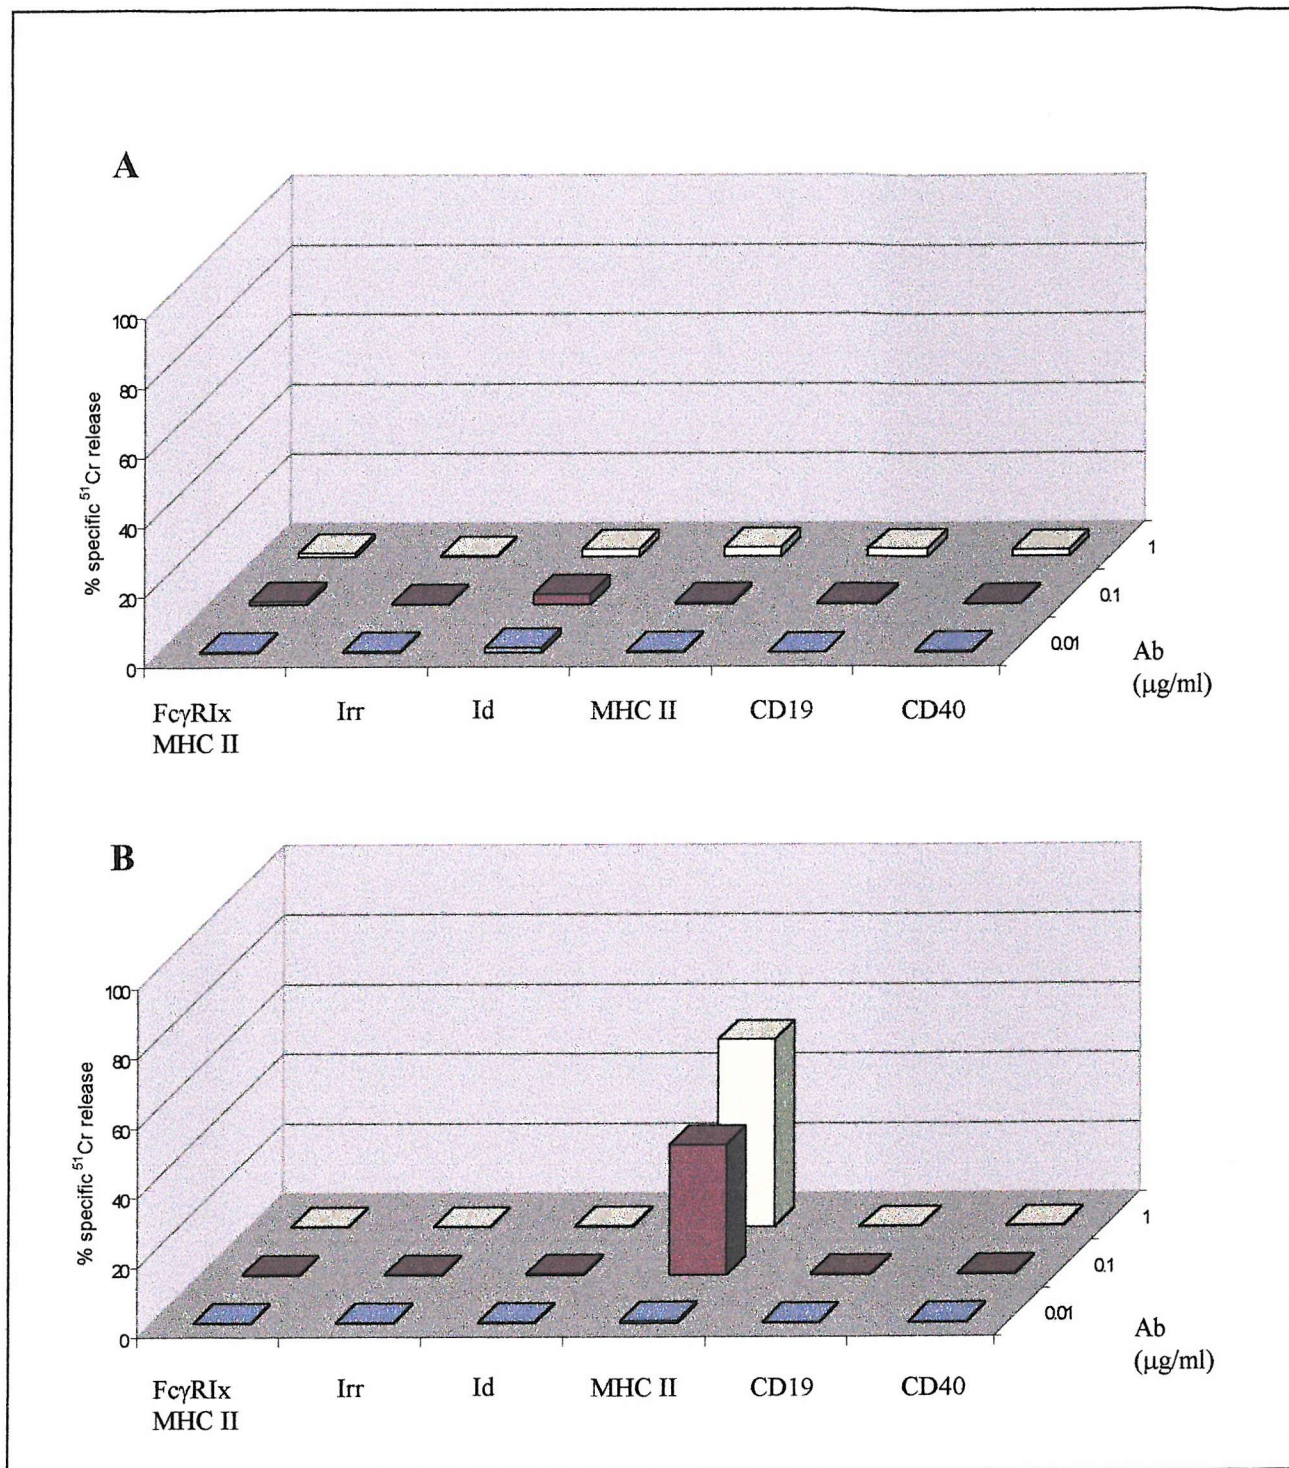 A
100
80
60
40
20
0
% specific ⁵¹Cr release
1
0.1
0.01
Ab
(μg/ml)
FcγRIx
MHC II
Irr
Id
MHC II
CD19
CD40
B
100
80
60
40
20
0
% specific ⁵¹Cr release
1
0.1
0.01
Ab
(μg/ml)
FcγRIx
MHC II
Irr
Id
MHC II
CD19
CD40